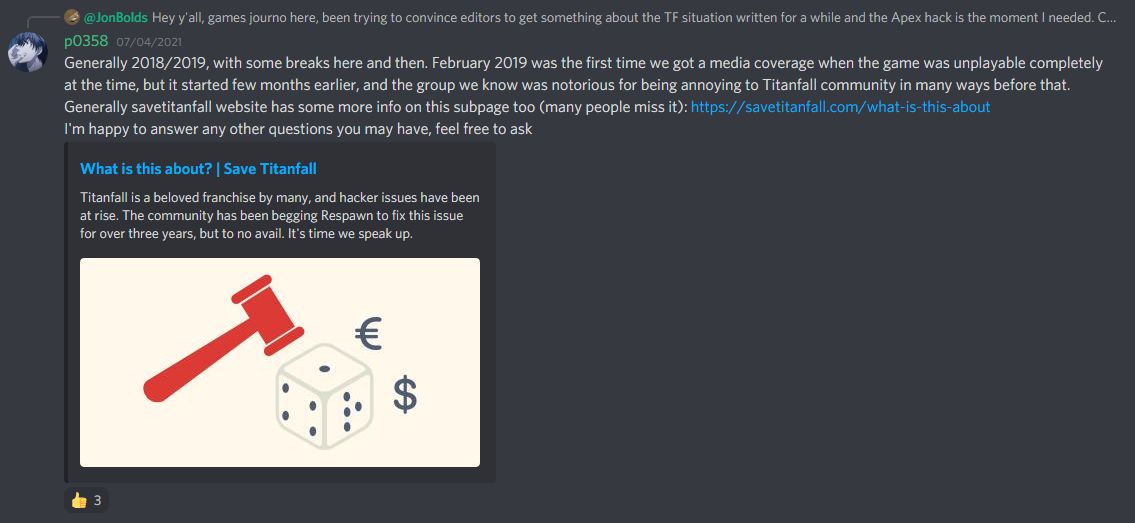 @JonBolds Hey y'all, games journo here, been trying to convince editors to get something about the TF situation written for a while and the Apex hack is the moment I needed. C...
p0358 07/04/2021
Generally 2018/2019, with some breaks here and then. February 2019 was the first time we got a media coverage when the game was unplayable completely
at the time, but it started few months earlier, and the group we know was notorious for being annoying to Titanfall community in many ways before that.
Generally savetitanfall website has some more info on this subpage too (many people miss it): https://savetitanfall.com/what-is-this-about
I'm happy to answer any other questions you may have, feel free to ask
What is this about? | Save Titanfall
Titanfall is a beloved franchise by many, and hacker issues have been
at rise. The community has been begging Respawn to fix this issue
for over three years, but to no avail. It's time we speak up.
€
$
👍 3